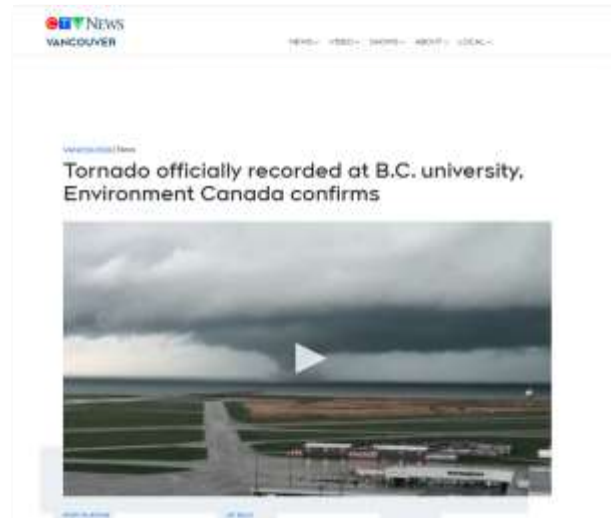 CTV NEWS
VANCOUVER
NEWS VIDEO SHOWS ABOUT LOCAL
VANCOUVER | News
Tornado officially recorded at B.C. university,
Environment Canada confirms